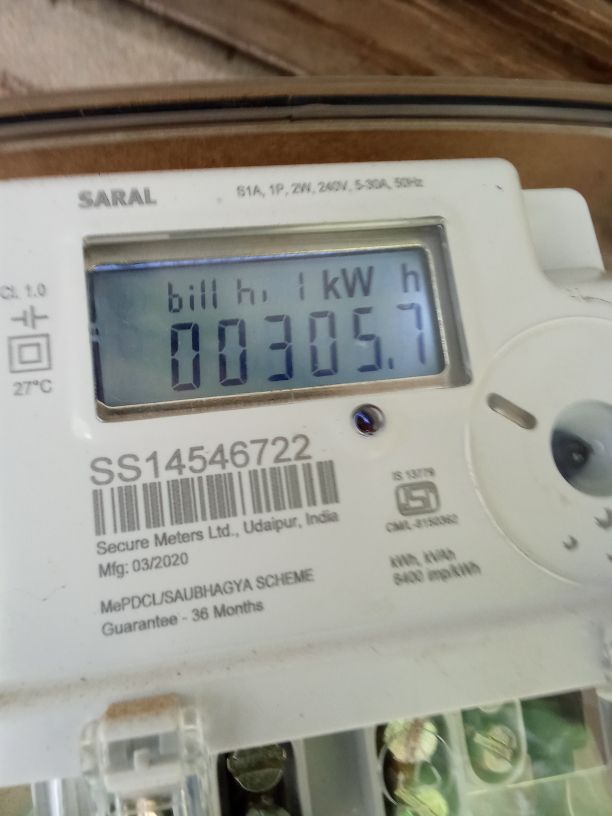 SARAL
S1A, 1P, 2W, 240V, 5-30A, 50Hz
Cl. 1.0
27°C
bill hi 1 kW h
00305.7
SS14546722
Secure Meters Ltd., Udaipur, India
Mfg: 03/2020
MePDCL/SAUBHAGYA SCHEME
Guarantee - 36 Months
IS 13779
CM/L-8150362
kWh, kVAh
6400 imp/kWh